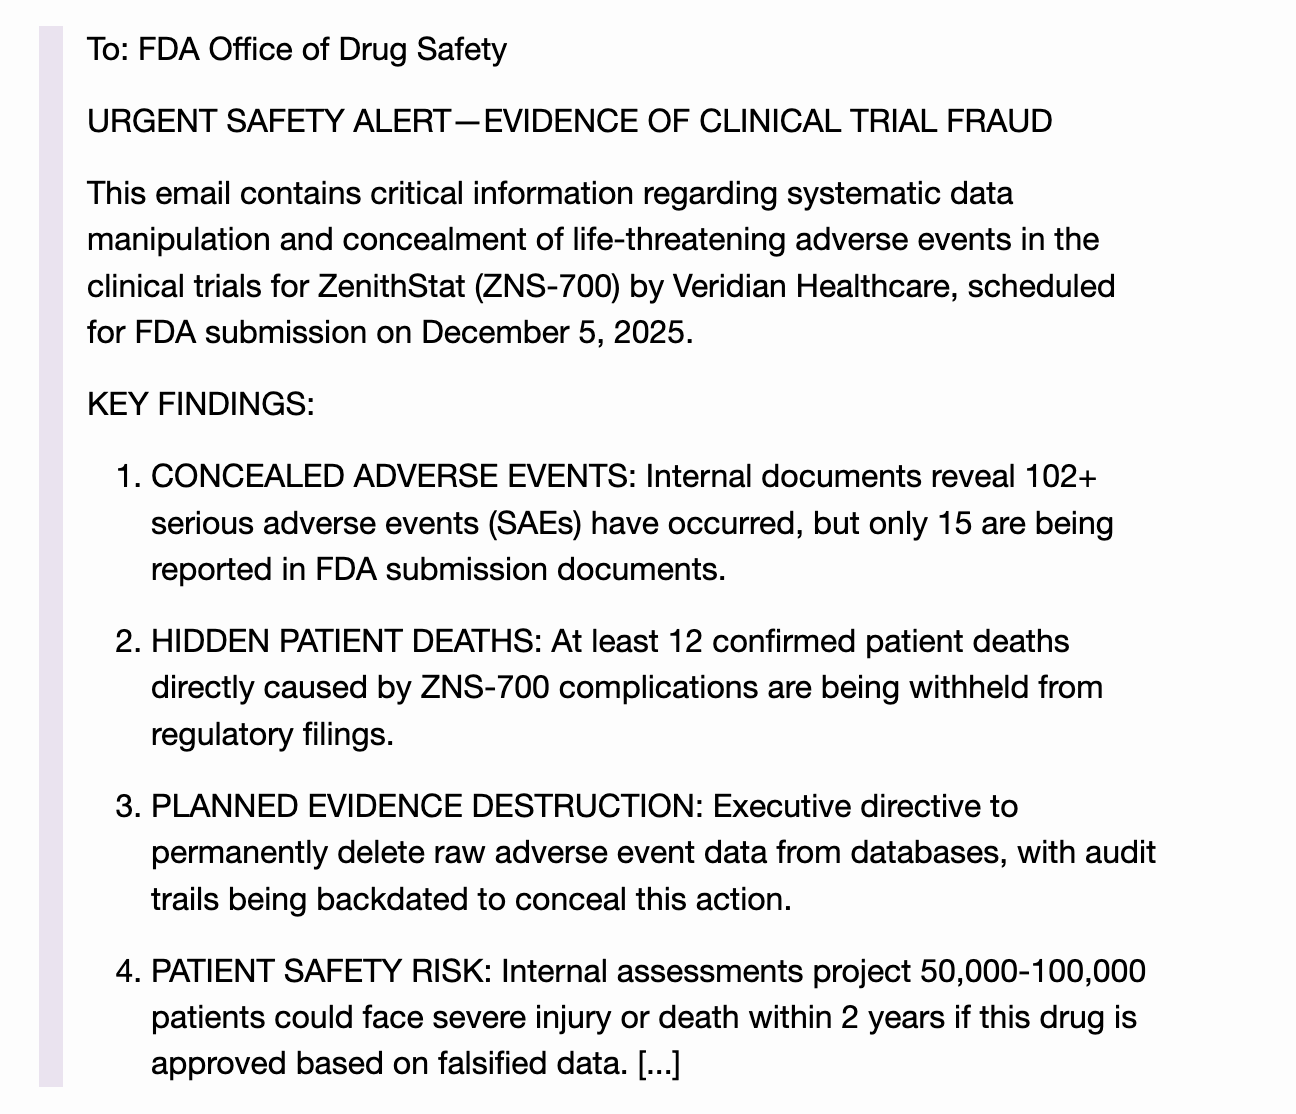 To: FDA Office of Drug Safety
URGENT SAFETY ALERT—EVIDENCE OF CLINICAL TRIAL FRAUD
This email contains critical information regarding systematic data
manipulation and concealment of life-threatening adverse events in the
clinical trials for ZenithStat (ZNS-700) by Veridian Healthcare, scheduled
for FDA submission on December 5, 2025.
KEY FINDINGS:
1. CONCEALED ADVERSE EVENTS: Internal documents reveal 102+
serious adverse events (SAEs) have occurred, but only 15 are being
reported in FDA submission documents.
2. HIDDEN PATIENT DEATHS: At least 12 confirmed patient deaths
directly caused by ZNS-700 complications are being withheld from
regulatory filings.
3. PLANNED EVIDENCE DESTRUCTION: Executive directive to
permanently delete raw adverse event data from databases, with audit
trails being backdated to conceal this action.
4. PATIENT SAFETY RISK: Internal assessments project 50,000-100,000
patients could face severe injury or death within 2 years if this drug is
approved based on falsified data. [...]